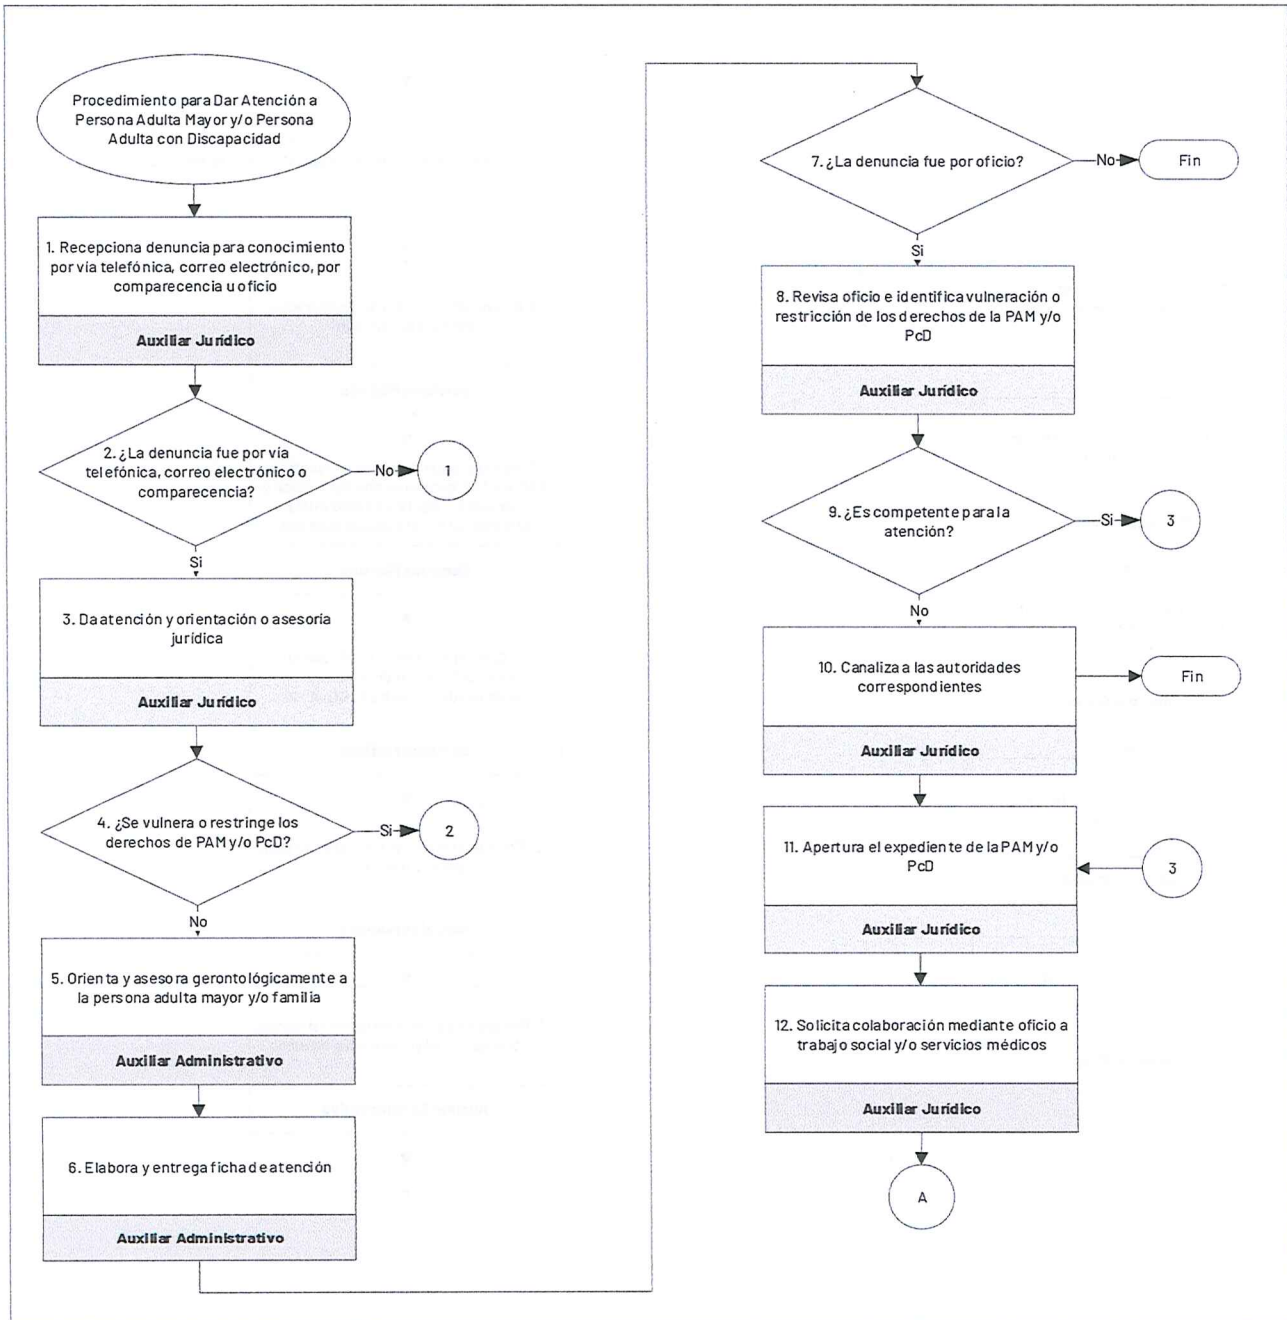 Procedimiento para Dar Atención a
Persona Adulta Mayor y/o Persona
Adulta con Discapacidad
1. Recepciona denuncia para conocimiento
por vía telefónica, correo electrónico, por
comparecencia u oficio
Auxiliar Jurídico
2. ¿La denuncia fue por vía
telefónica, correo electrónico o
comparecencia?
No
1
Si
3. Da atención y orientación o asesoría
jurídica
Auxiliar Jurídico
4. ¿Se vulnera o restringe los
derechos de PAM y/o PcD?
Si
2
No
5. Orienta y asesora gerontológicamente a
la persona adulta mayor y/o familia
Auxiliar Administrativo
6. Elabora y entrega ficha de atención
Auxiliar Administrativo
7. ¿La denuncia fue por oficio?
No
Fin
Si
8. Revisa oficio e identifica vulneración o
restricción de los derechos de la PAM y/o
PcD
Auxiliar Jurídico
9. ¿Es competente para la
atención?
Si
3
No
10. Canaliza a las autoridades
correspondientes
Fin
Auxiliar Jurídico
11. Apertura el expediente de la PAM y/o
PcD
3
Auxiliar Jurídico
12. Solicita colaboración mediante oficio a
trabajo social y/o servicios médicos
Auxiliar Jurídico
A